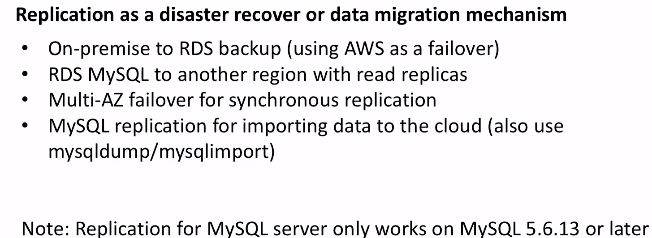 Replication as a disaster recover or data migration mechanism
• On-premise to RDS backup (using AWS as a failover)
• RDS MySQL to another region with read replicas
• Multi-AZ failover for synchronous replication
• MySQL replication for importing data to the cloud (also use
mysqldump/mysqlimport)
Note: Replication for MySQL server only works on MySQL 5.6.13 or later